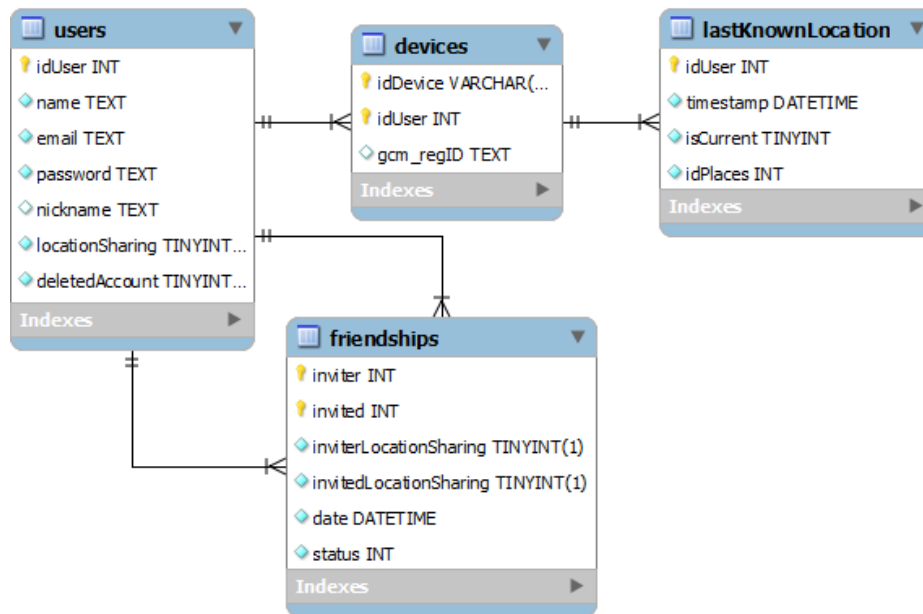 users
idUser INT
name TEXT
email TEXT
password TEXT
nickname TEXT
locationSharing TINYINT...
deletedAccount TINYINT...
Indexes
devices
idDevice VARCHAR(...
idUser INT
gcm_regID TEXT
Indexes
lastKnownLocation
idUser INT
timestamp DATETIME
isCurrent TINYINT
idPlaces INT
Indexes
friendships
inviter INT
invited INT
inviterLocationSharing TINYINT(1)
invitedLocationSharing TINYINT(1)
date DATETIME
status INT
Indexes